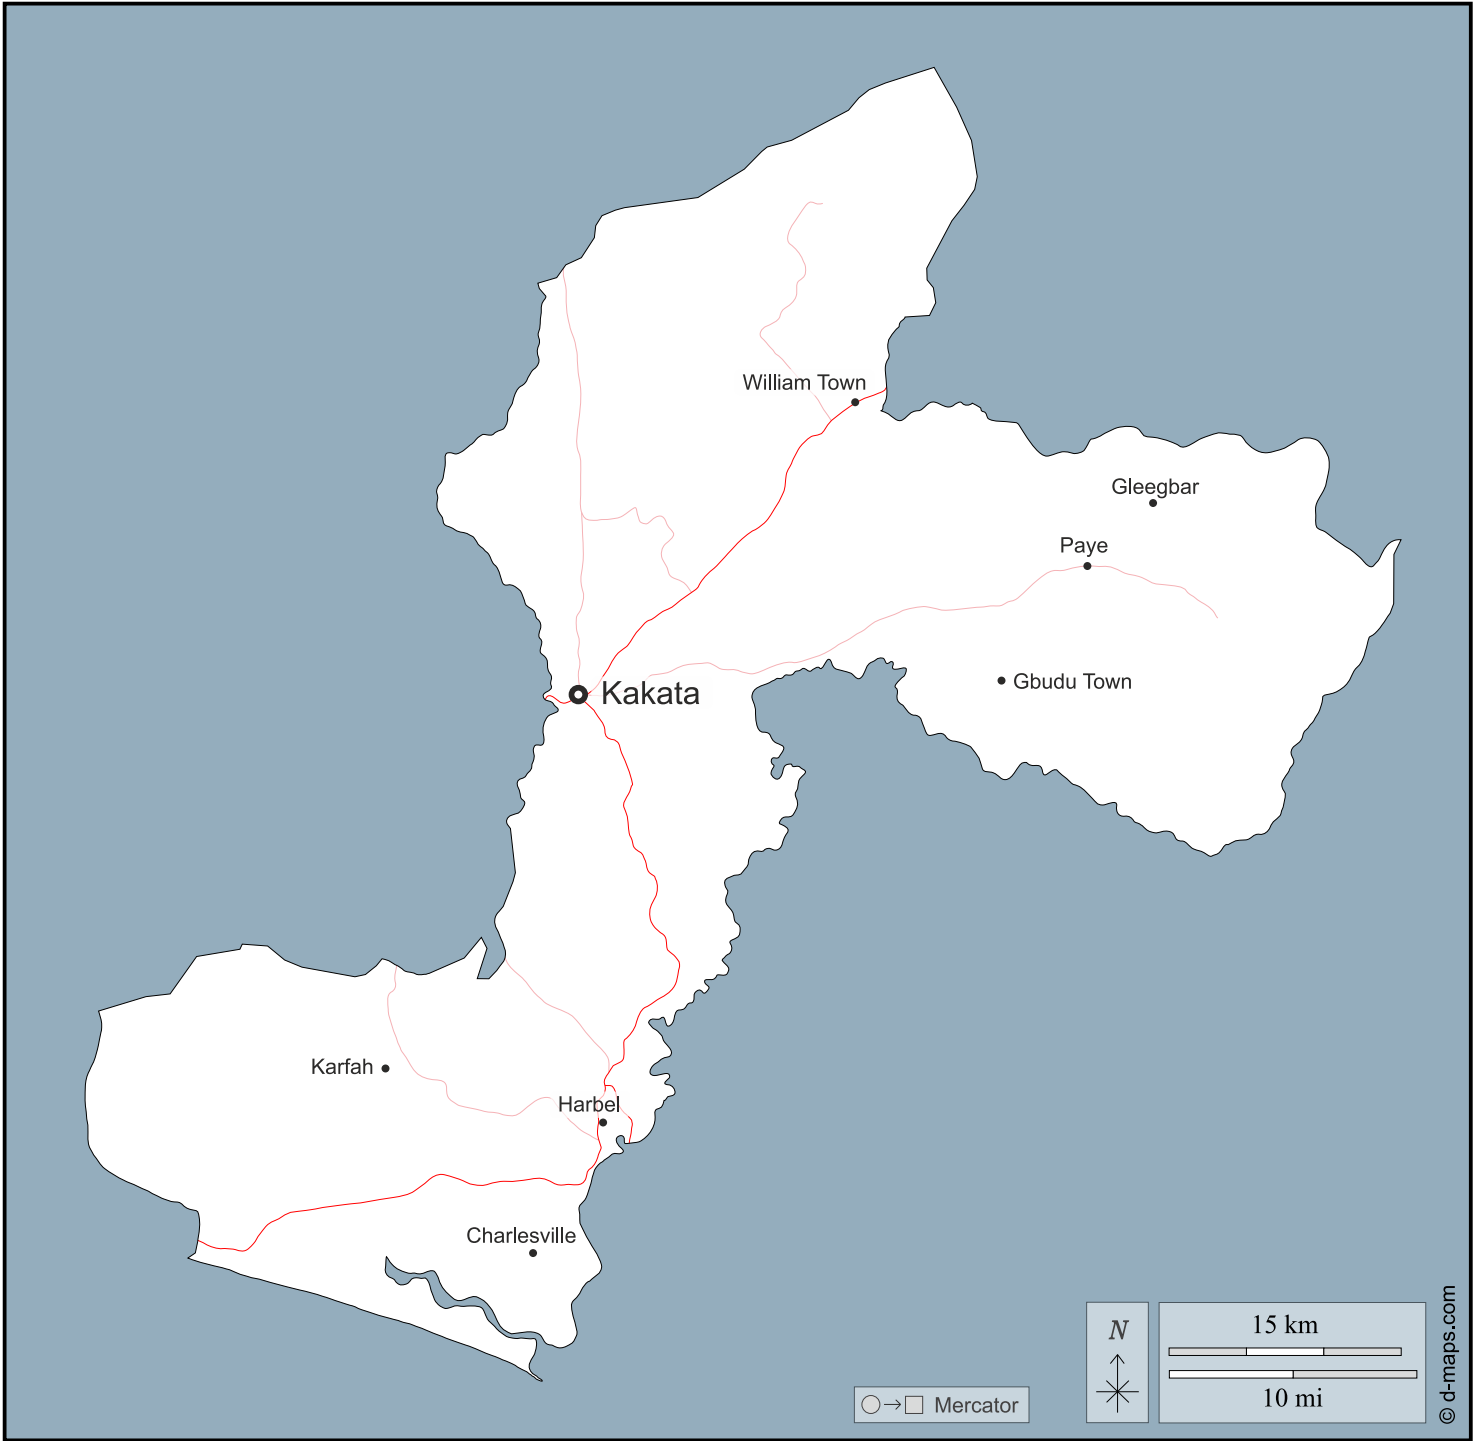 William Town
Gleegbar
Paye
Gbudu Town
Kakata
Karfah
Harbel
Charlesville
N
15 km
10 mi
Mercator
© d-maps.com